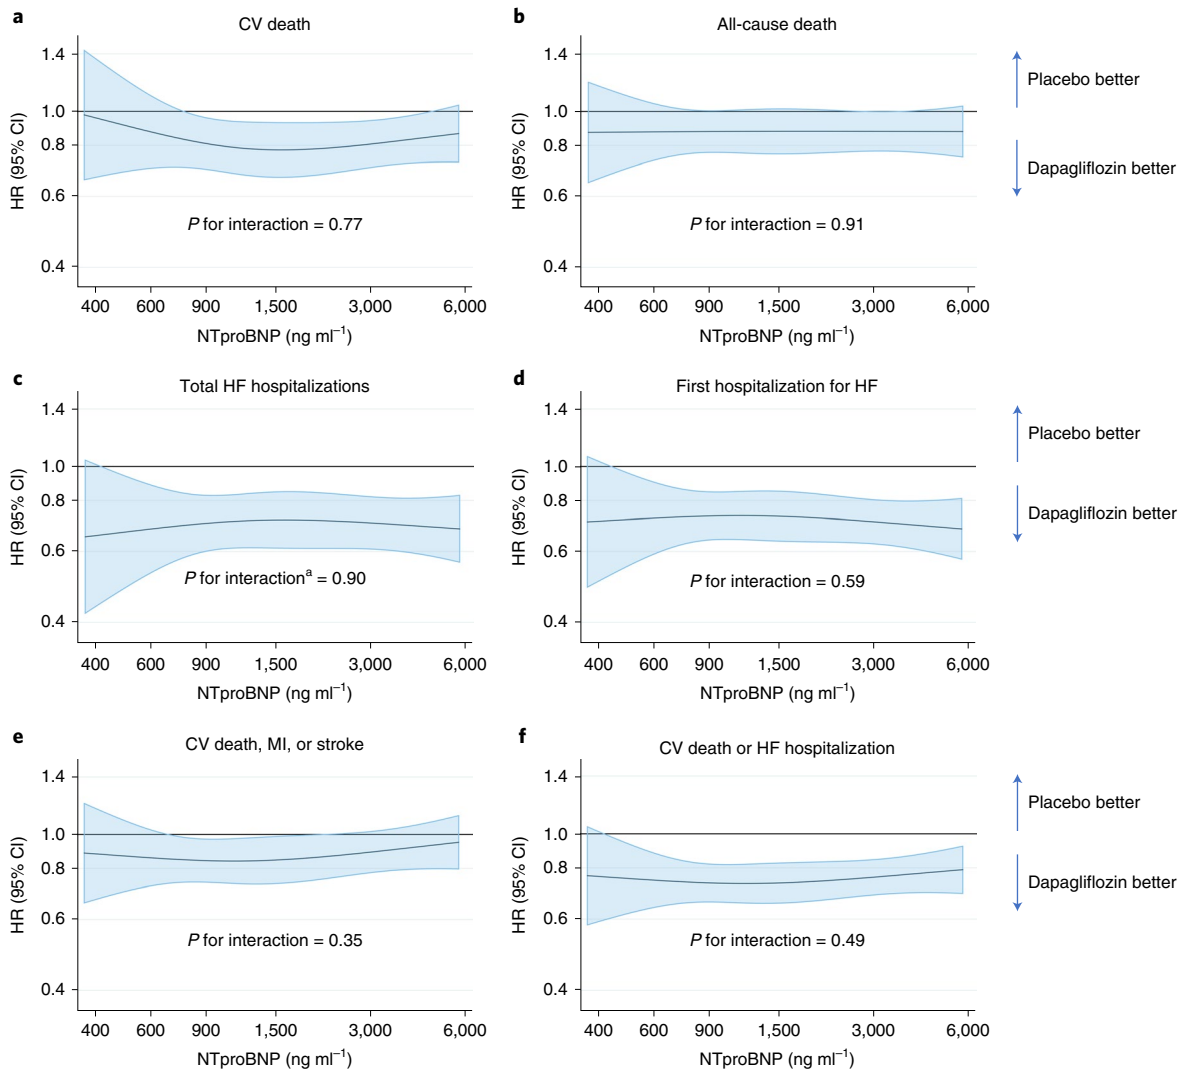 a
CV death
HR (95% CI)
1.4
1.0
0.8
0.6
0.4
P for interaction = 0.77
400 600 900 1,500 3,000 6,000
NTproBNP (ng ml⁻¹)
b
All-cause death
HR (95% CI)
1.4
1.0
0.8
0.6
0.4
P for interaction = 0.91
400 600 900 1,500 3,000 6,000
NTproBNP (ng ml⁻¹)
Placebo better
Dapagliflozin better
c
Total HF hospitalizations
HR (95% CI)
1.4
1.0
0.8
0.6
0.4
P for interactionᵃ = 0.90
400 600 900 1,500 3,000 6,000
NTproBNP (ng ml⁻¹)
d
First hospitalization for HF
HR (95% CI)
1.4
1.0
0.8
0.6
0.4
P for interaction = 0.59
400 600 900 1,500 3,000 6,000
NTproBNP (ng ml⁻¹)
Placebo better
Dapagliflozin better
e
CV death, MI, or stroke
HR (95% CI)
1.4
1.0
0.8
0.6
0.4
P for interaction = 0.35
400 600 900 1,500 3,000 6,000
NTproBNP (ng ml⁻¹)
f
CV death or HF hospitalization
HR (95% CI)
1.4
1.0
0.8
0.6
0.4
P for interaction = 0.49
400 600 900 1,500 3,000 6,000
NTproBNP (ng ml⁻¹)
Placebo better
Dapagliflozin better